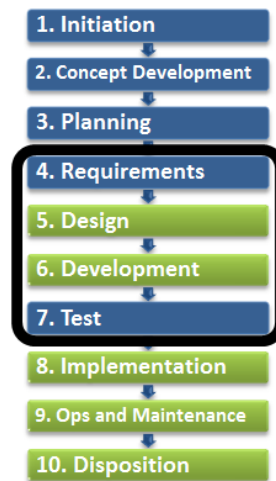 1. Initiation
2. Concept Development
3. Planning
4. Requirements
5. Design
6. Development
7. Test
8. Implementation
9. Ops and Maintenance
10. Disposition